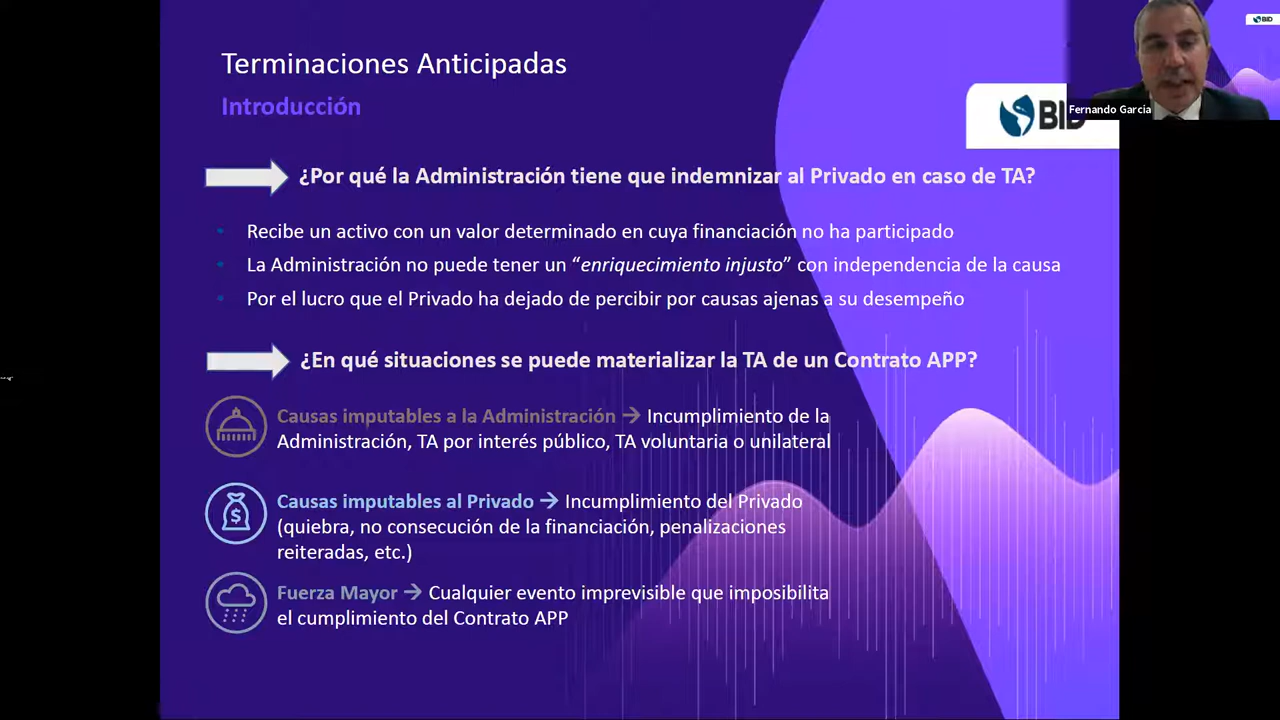 Terminaciones Anticipadas
Introducción
BID
BID
Fernando Garcia
¿Por qué la Administración tiene que indemnizar al Privado en caso de TA?
• Recibe un activo con un valor determinado en cuya financiación no ha participado
• La Administración no puede tener un “enriquecimiento injusto” con independencia de la causa
• Por el lucro que el Privado ha dejado de percibir por causas ajenas a su desempeño
¿En qué situaciones se puede materializar la TA de un Contrato APP?
Causas imputables a la Administración → Incumplimiento de la
Administración, TA por interés público, TA voluntaria o unilateral
$
Causas imputables al Privado → Incumplimiento del Privado
(quiebra, no consecución de la financiación, penalizaciones
reiteradas, etc.)
Fuerza Mayor → Cualquier evento imprevisible que imposibilita
el cumplimiento del Contrato APP